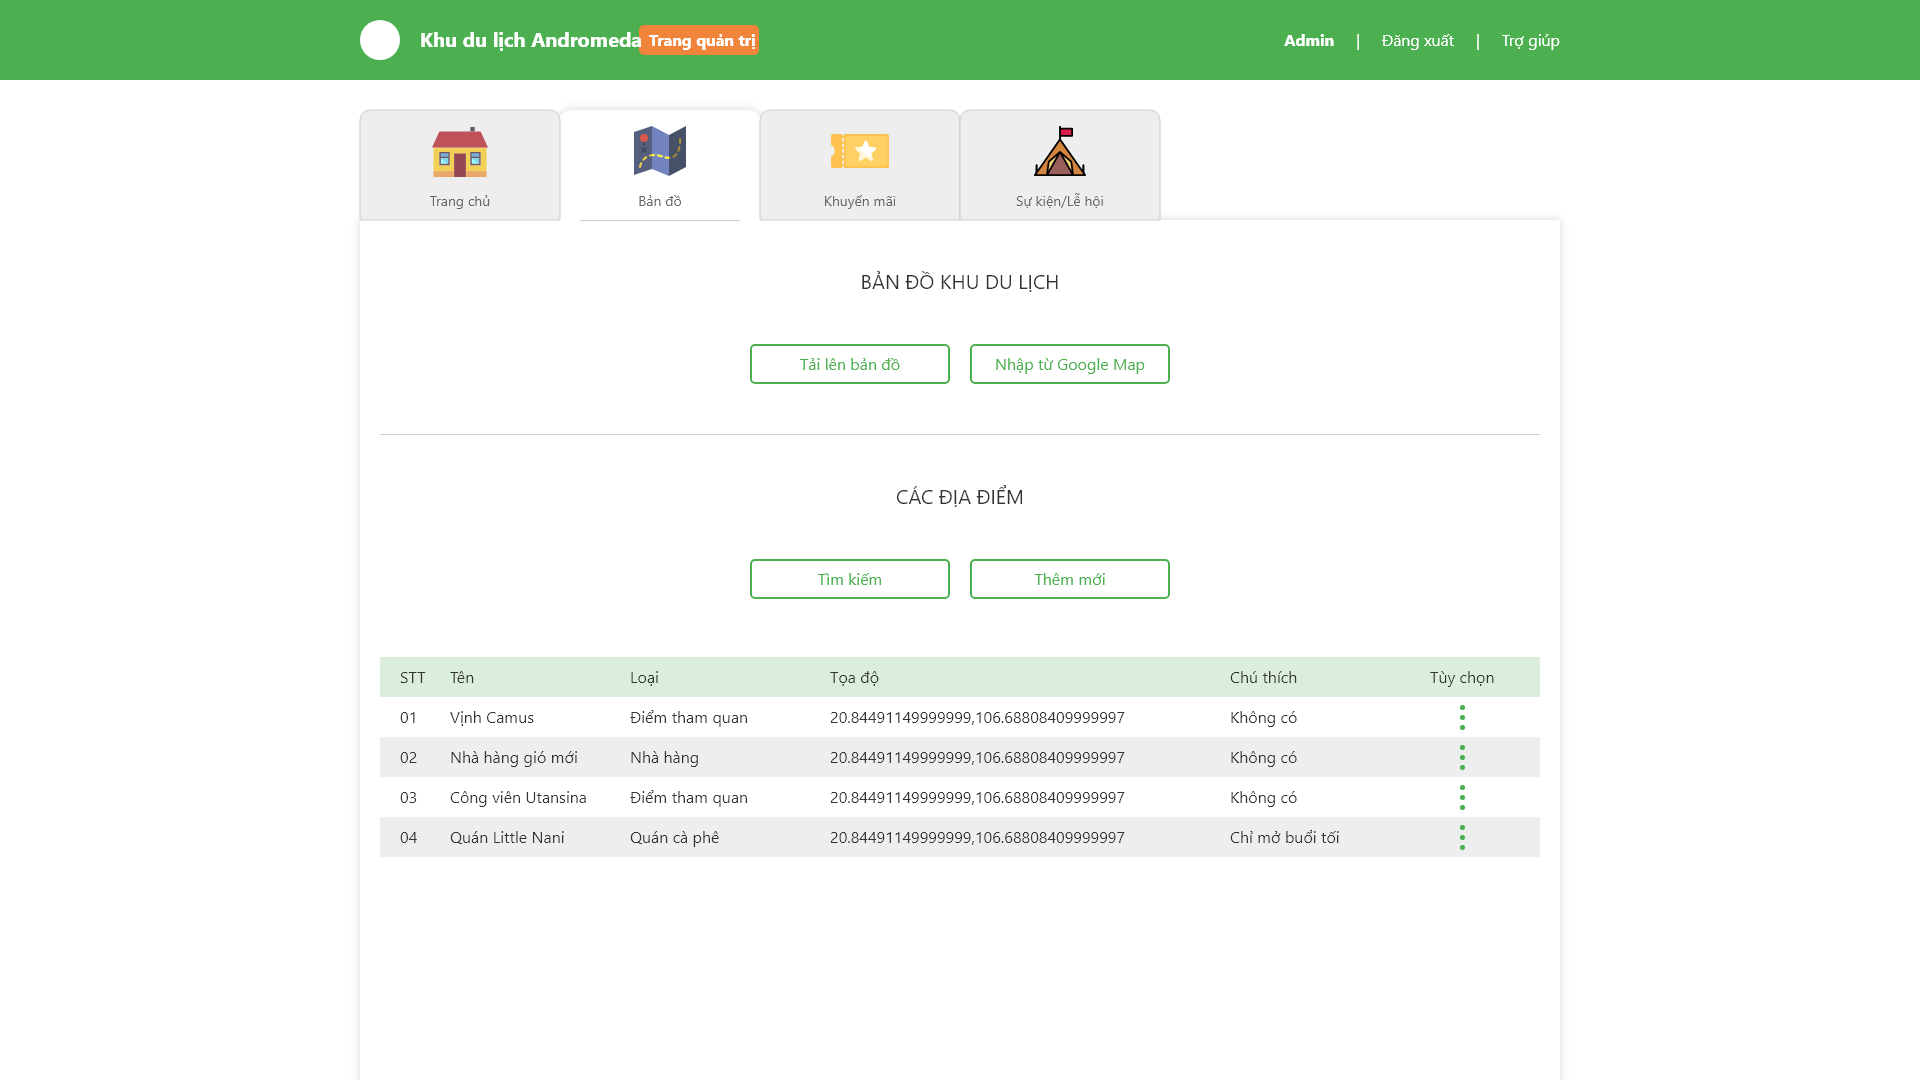 Khu du lịch Andromeda Trang quản trị
Admin | Đăng xuất | Trợ giúp
Trang chủ
Bản đồ
Khuyến mãi
Sự kiện/Lễ hội
BẢN ĐỒ KHU DU LỊCH
Tải lên bản đồ
Nhập từ Google Map
CÁC ĐỊA ĐIỂM
Tìm kiếm
Thêm mới
STT Tên Loại Tọa độ Chú thích Tùy chọn
01 Vịnh Camus Điểm tham quan 20.84491149999999,106.68808409999997 Không có
02 Nhà hàng gió mới Nhà hàng 20.84491149999999,106.68808409999997 Không có
03 Công viên Utansina Điểm tham quan 20.84491149999999,106.68808409999997 Không có
04 Quán Little Nani Quán cà phê 20.84491149999999,106.68808409999997 Chỉ mở buổi tối